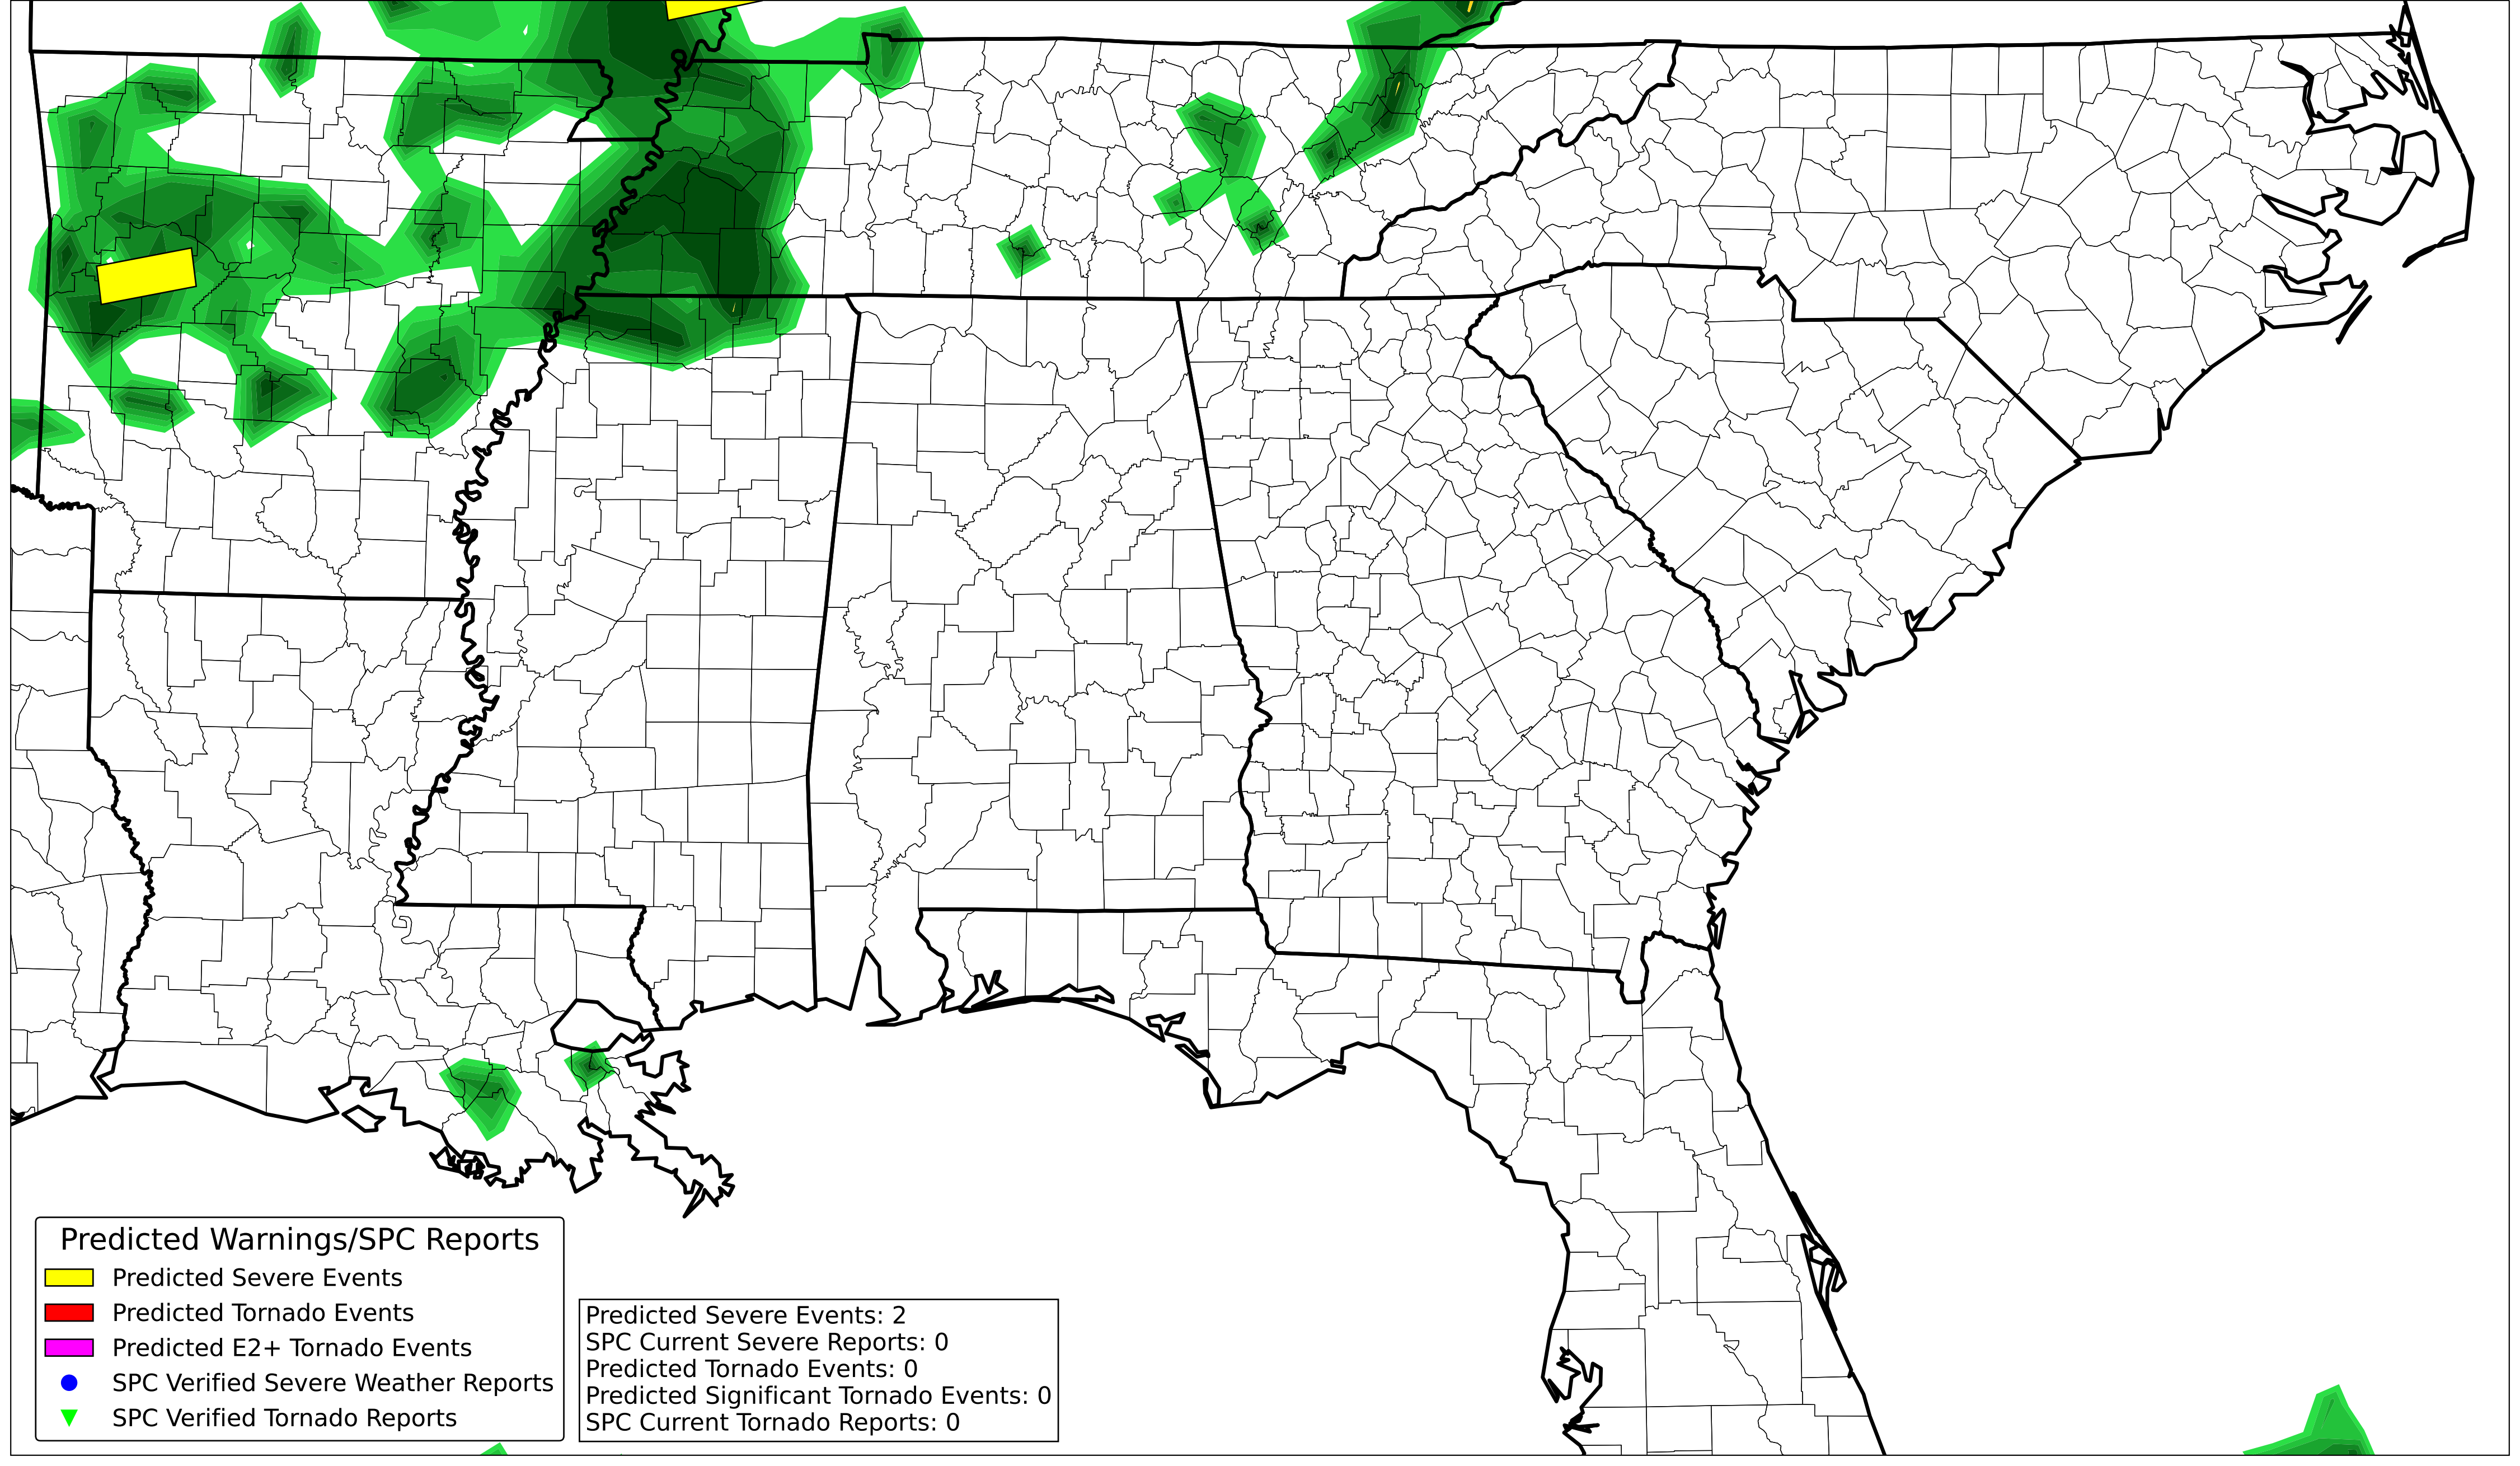 Predicted Warnings/SPC Reports
Predicted Severe Events
Predicted Tornado Events
Predicted E2+ Tornado Events
SPC Verified Severe Weather Reports
SPC Verified Tornado Reports
Predicted Severe Events: 2
SPC Current Severe Reports: 0
Predicted Tornado Events: 0
Predicted Significant Tornado Events: 0
SPC Current Tornado Reports: 0